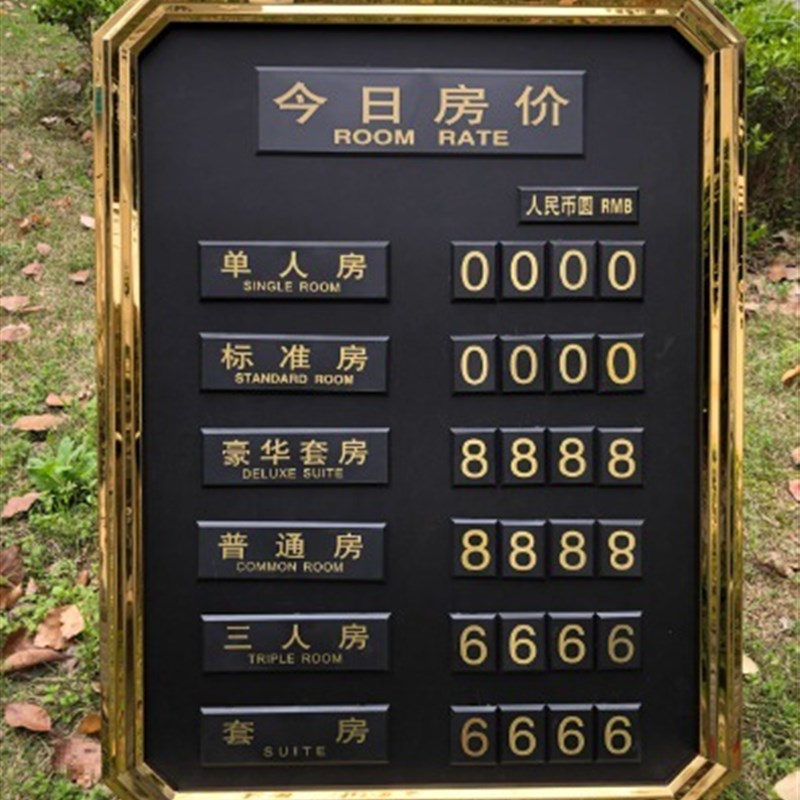 今日房价
ROOM RATE
人民币圆 RMB
单人房 0000
SINGLE ROOM
标准房 0000
STANDARD ROOM
豪华套房 8888
DELUXE SUITE
普通房 8888
COMMON ROOM
三人房 6666
TRIPLE ROOM
套房 6666
SUITE